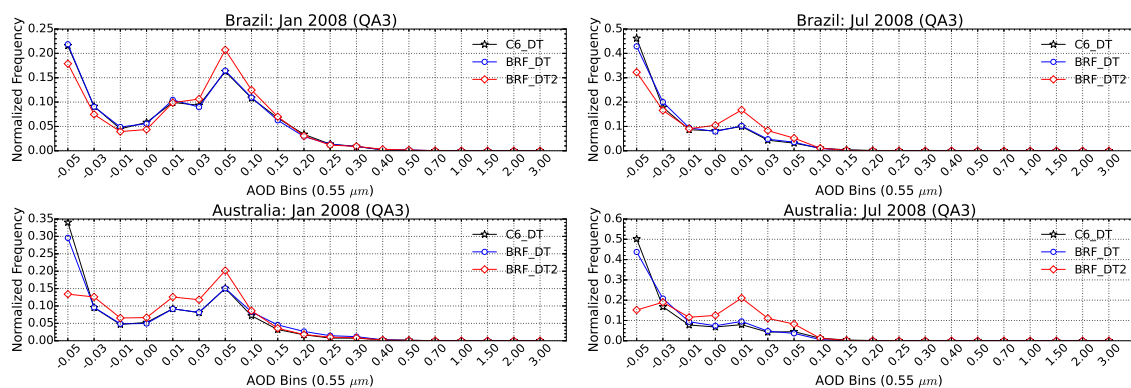 Brazil: Jan 2008 (QA3)
Normalized Frequency
0.25
0.20
0.15
0.10
0.05
0.00
C6_DT
BRF_DT
BRF_DT2
-0.05 -0.03 -0.01 0.00 0.01 0.03 0.05 0.10 0.15 0.20 0.25 0.30 0.40 0.50 0.70 1.00 1.50 2.00 3.00
AOD Bins (0.55 μm)
Brazil: Jul 2008 (QA3)
Normalized Frequency
0.5
0.4
0.3
0.2
0.1
0.0
C6_DT
BRF_DT
BRF_DT2
-0.05 -0.03 -0.01 0.00 0.01 0.03 0.05 0.10 0.15 0.20 0.25 0.30 0.40 0.50 0.70 1.00 1.50 2.00 3.00
AOD Bins (0.55 μm)
Australia: Jan 2008 (QA3)
Normalized Frequency
0.35
0.30
0.25
0.20
0.15
0.10
0.05
0.00
C6_DT
BRF_DT
BRF_DT2
-0.05 -0.03 -0.01 0.00 0.01 0.03 0.05 0.10 0.15 0.20 0.25 0.30 0.40 0.50 0.70 1.00 1.50 2.00 3.00
AOD Bins (0.55 μm)
Australia: Jul 2008 (QA3)
Normalized Frequency
0.6
0.5
0.4
0.3
0.2
0.1
0.0
C6_DT
BRF_DT
BRF_DT2
-0.05 -0.03 -0.01 0.00 0.01 0.03 0.05 0.10 0.15 0.20 0.25 0.30 0.40 0.50 0.70 1.00 1.50 2.00 3.00
AOD Bins (0.55 μm)